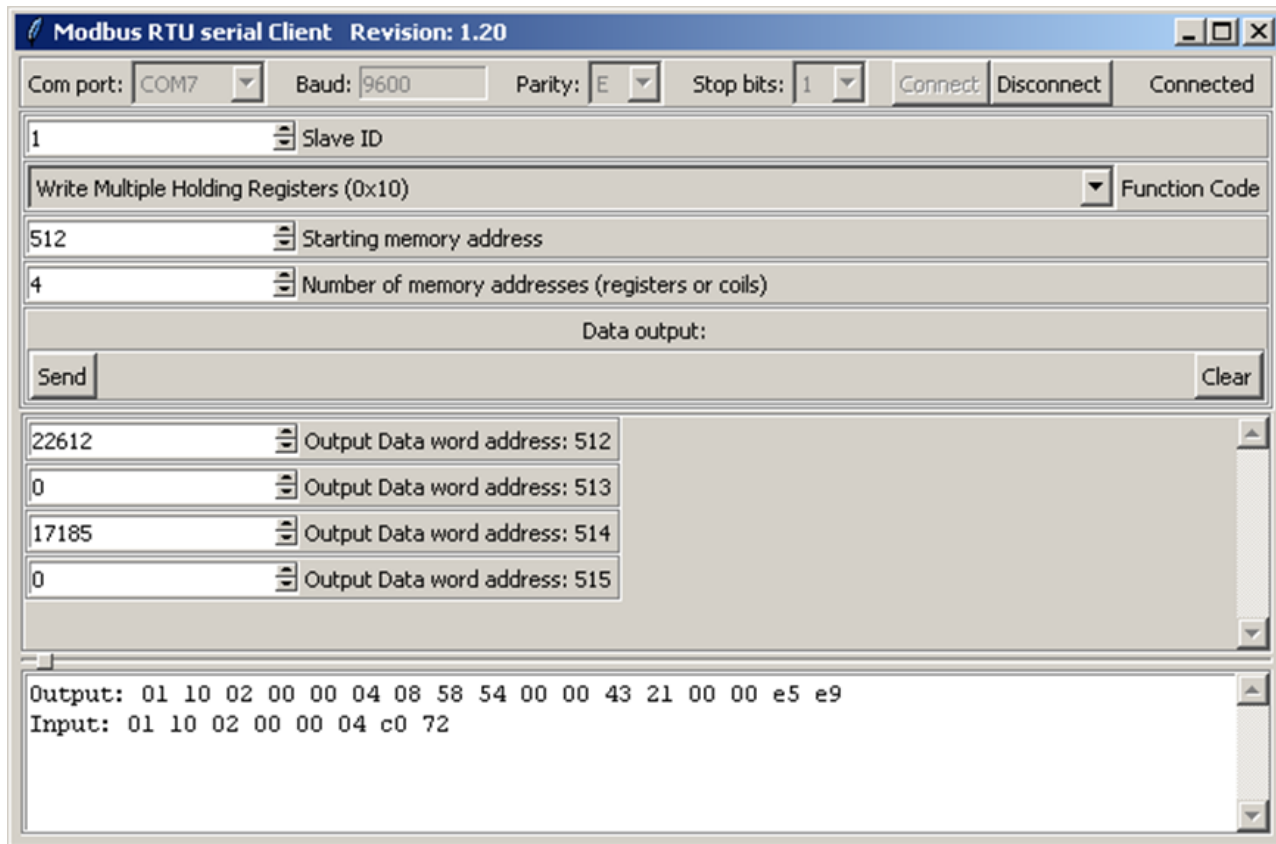 Modbus RTU serial Client   Revision: 1.20
Com port: COM7 Baud: 9600 Parity: E Stop bits: 1 Connect Disconnect Connected
1 Slave ID
Write Multiple Holding Registers (0x10) Function Code
512 Starting memory address
4 Number of memory addresses (registers or coils)
Data output:
Send Clear
22612 Output Data word address: 512
0 Output Data word address: 513
17185 Output Data word address: 514
0 Output Data word address: 515
Output: 01 10 02 00 00 04 08 58 54 00 00 43 21 00 00 e5 e9
Input: 01 10 02 00 00 04 c0 72